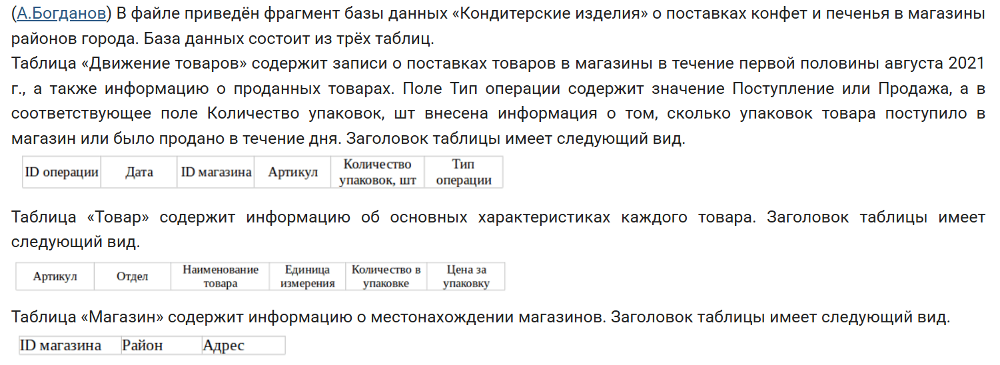 (А.Богданов) В файле приведён фрагмент базы данных «Кондитерские изделия» о поставках конфет и печенья в магазины
районов города. База данных состоит из трёх таблиц.
Таблица «Движение товаров» содержит записи о поставках товаров в магазины в течение первой половины августа 2021
г., а также информацию о проданных товарах. Поле Тип операции содержит значение Поступление или Продажа, а в
соответствующее поле Количество упаковок, шт внесена информация о том, сколько упаковок товара поступило в
магазин или было продано в течение дня. Заголовок таблицы имеет следующий вид.
ID операции Дата ID магазина Артикул Количество упаковок, шт Тип операции
Таблица «Товар» содержит информацию об основных характеристиках каждого товара. Заголовок таблицы имеет
следующий вид.
Артикул Отдел Наименование товара Единица измерения Количество в упаковке Цена за упаковку
Таблица «Магазин» содержит информацию о местонахождении магазинов. Заголовок таблицы имеет следующий вид.
ID магазина Район Адрес